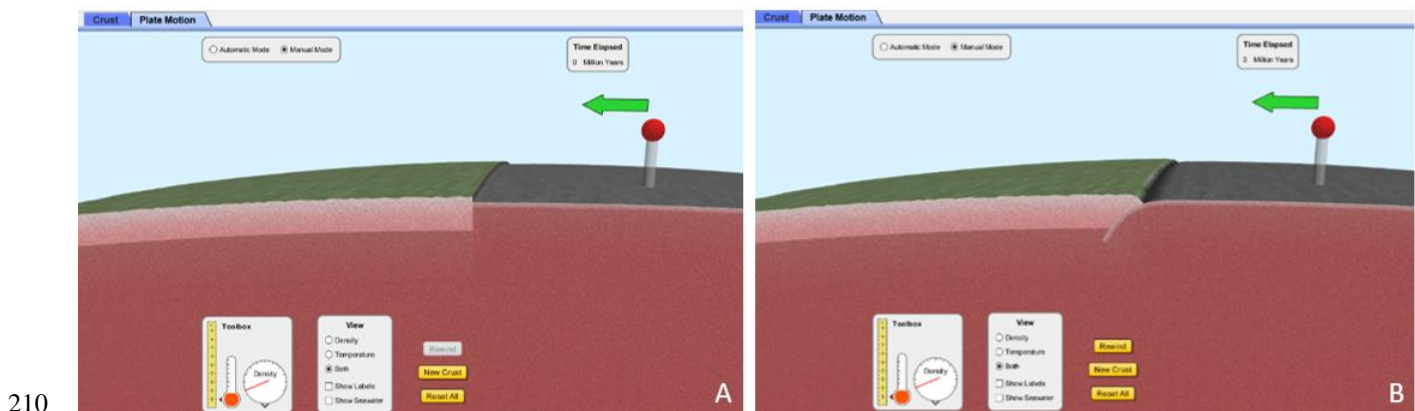 Crust Plate Motion
Automatic Mode Manual Mode
Time Elapsed
0 Million Years
Toolbox
Density
View
Density
Temperature
Both
Show Labels
Show Seawater
Rewind
New Crust
Reset All
A
Crust Plate Motion
Automatic Mode Manual Mode
Time Elapsed
3 Million Years
Toolbox
Density
View
Density
Temperature
Both
Show Labels
Show Seawater
Rewind
New Crust
Reset All
B
210